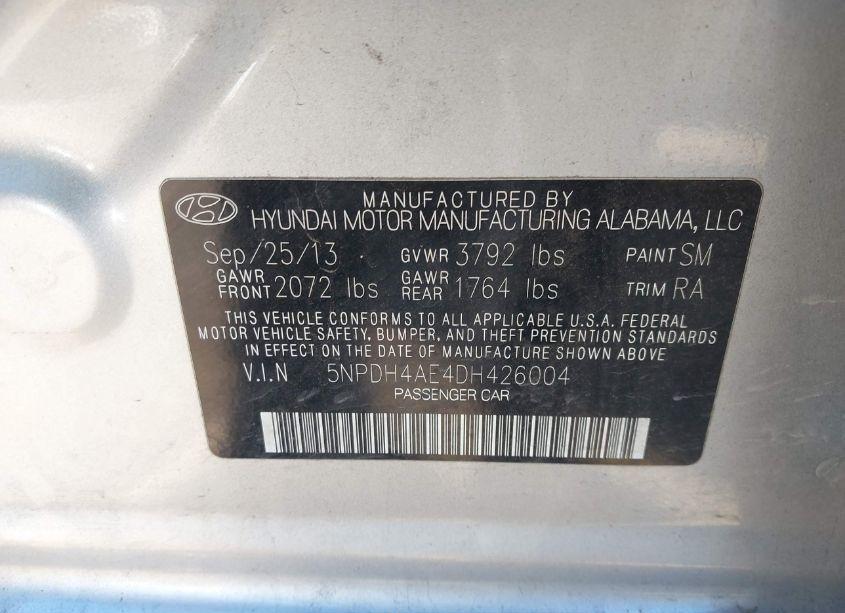 MANUFACTURED BY
HYUNDAI MOTOR MANUFACTURING ALABAMA, LLC
Sep/25/13 GVWR 3792 lbs PAINT SM
GAWR FRONT 2072 lbs GAWR REAR 1764 lbs TRIM RA
THIS VEHICLE CONFORMS TO ALL APPLICABLE U.S.A. FEDERAL
MOTOR VEHICLE SAFETY, BUMPER, AND THEFT PREVENTION STANDARDS
IN EFFECT ON THE DATE OF MANUFACTURE SHOWN ABOVE.
V.I.N 5NPDH4AE4DH426004
PASSENGER CAR